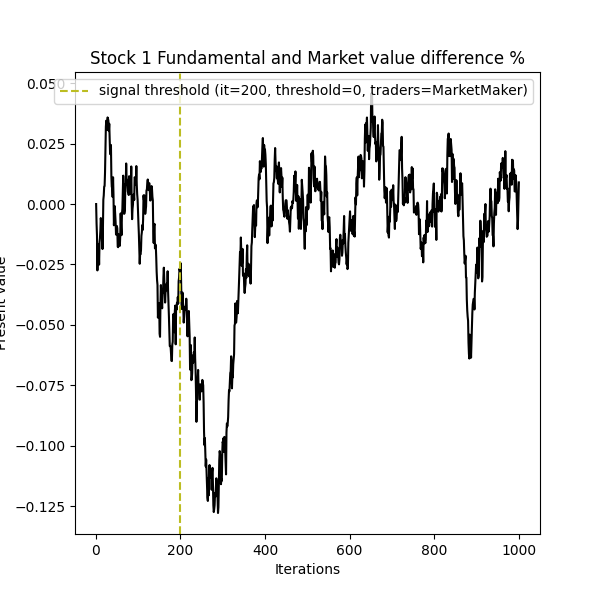 Stock 1 Fundamental and Market value difference %
signal threshold (it=200, threshold=0, traders=MarketMaker)
0.050
0.025
0.000
−0.025
−0.050
−0.075
−0.100
−0.125
Present value
0 200 400 600 800 1000
Iterations